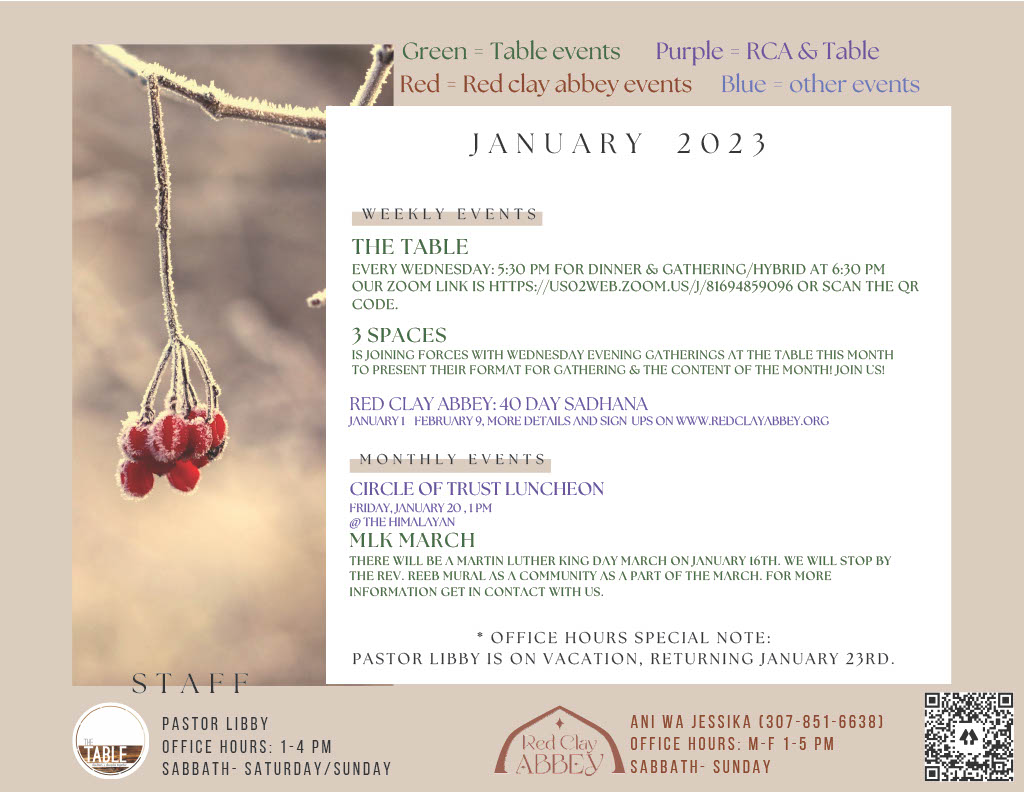 Green = Table events Purple = RCA & Table
Red = Red clay abbey events Blue = other events
JANUARY 2023
WEEKLY EVENTS
THE TABLE
EVERY WEDNESDAY: 5:30 PM FOR DINNER & GATHERING/HYBRID AT 6:30 PM
OUR ZOOM LINK IS HTTPS://US02WEB.ZOOM.US/J/81694859096 OR SCAN THE QR
CODE.
3 SPACES
IS JOINING FORCES WITH WEDNESDAY EVENING GATHERINGS AT THE TABLE THIS MONTH
TO PRESENT THEIR FORMAT FOR GATHERING & THE CONTENT OF THE MONTH! JOIN US!
RED CLAY ABBEY: 40 DAY SADHANA
JANUARY 1 FEBRUARY 9, MORE DETAILS AND SIGN UPS ON WWW.REDCLAYABBEY.ORG
MONTHLY EVENTS
CIRCLE OF TRUST LUNCHEON
FRIDAY, JANUARY 20 , 1 PM
@ THE HIMALAYAN
MLK MARCH
THERE WILL BE A MARTIN LUTHER KING DAY MARCH ON JANUARY 16TH. WE WILL STOP BY
THE REV. REEB MURAL AS A COMMUNITY AS A PART OF THE MARCH. FOR MORE
INFORMATION GET IN CONTACT WITH US.
* OFFICE HOURS SPECIAL NOTE:
PASTOR LIBBY IS ON VACATION, RETURNING JANUARY 23RD.
STAFF
THE
TABLE
PASTOR LIBBY
OFFICE HOURS: 1-4 PM
SABBATH- SATURDAY/SUNDAY
Red Clay
ABBEY
ANI WA JESSIKA (307-851-6638)
OFFICE HOURS: M-F 1-5 PM
SABBATH- SUNDAY